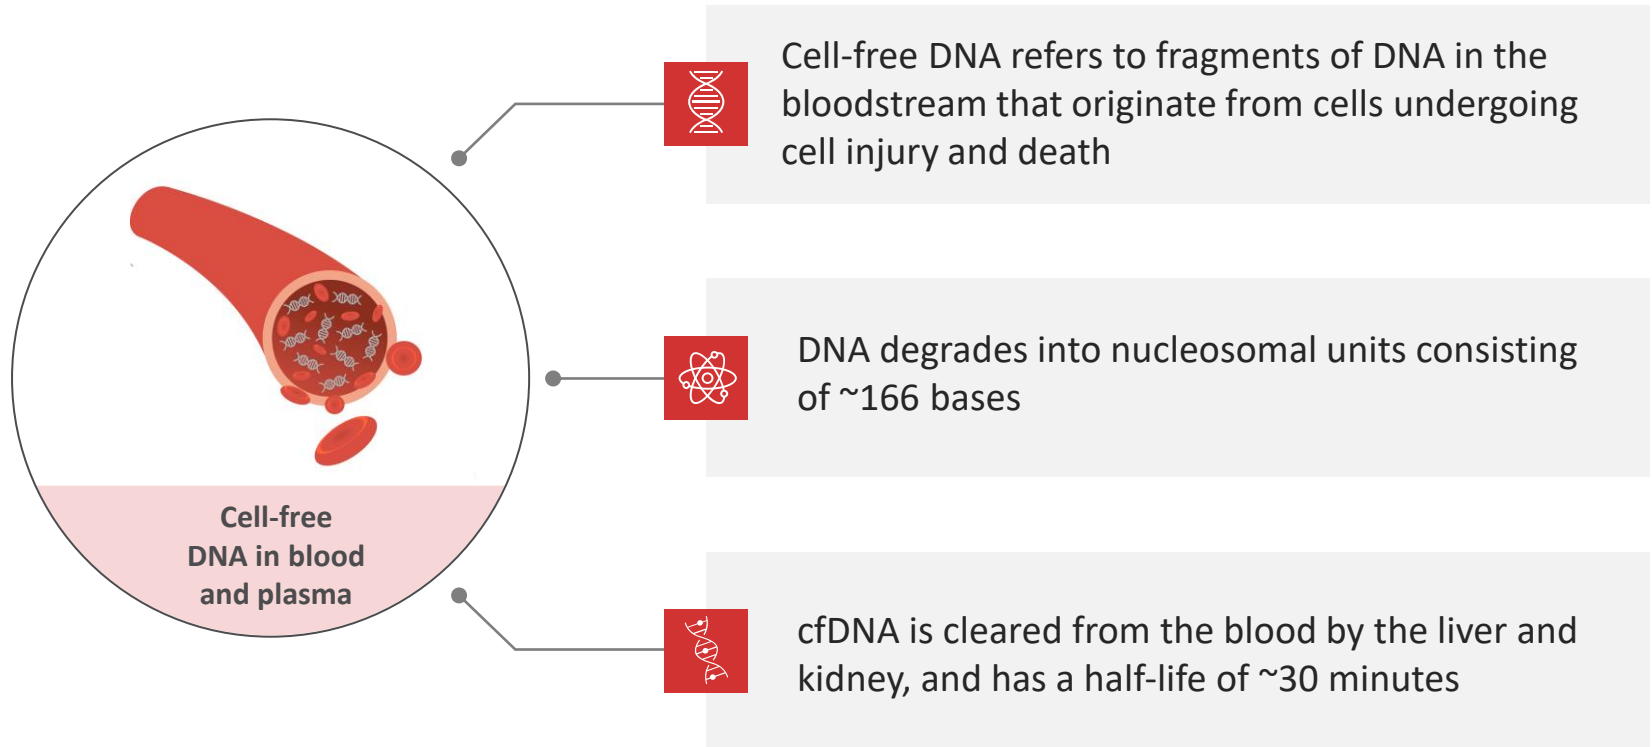 Cell-free DNA refers to fragments of DNA in the
bloodstream that originate from cells undergoing
cell injury and death
DNA degrades into nucleosomal units consisting
of ~166 bases
Cell-free
DNA in blood
and plasma
cfDNA is cleared from the blood by the liver and
kidney, and has a half-life of ~30 minutes